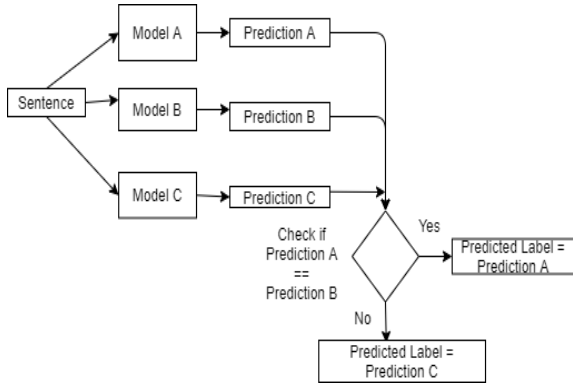 Model A
Prediction A
Sentence
Model B
Prediction B
Model C
Prediction C
Check if
Prediction A
==
Prediction B
Yes
Predicted Label =
Prediction A
No
Predicted Label =
Prediction C